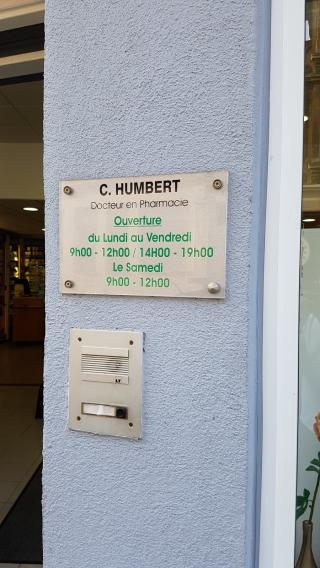 C. HUMBERT
Docteur en Pharmacie
Ouverture
du Lundi au Vendredi
9h00 - 12h00 / 14H00 - 19h00
Le Samedi
9h00 - 12h00